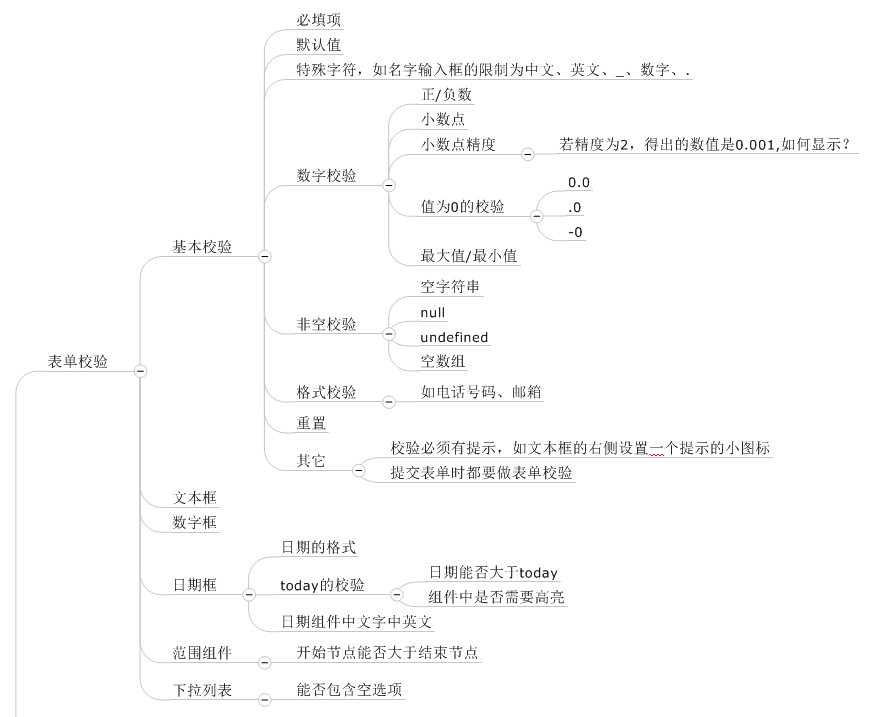 必填项
默认值
特殊字符，如名字输入框的限制为中文、英文、_、数字、.
正/负数
小数点
小数点精度
若精度为2，得出的数值是0.001,如何显示？
数字校验
0.0
值为0的校验
.0
-0
基本校验
最大值/最小值
空字符串
null
非空校验
undefined
空数组
表单校验
格式校验
如电话号码、邮箱
重置
校验必须有提示，如文本框的右侧设置一个提示的小图标
其它
提交表单时都要做表单校验
文本框
数字框
日期的格式
日期能否大于today
日期框
today的校验
组件中是否需要高亮
日期组件中文字中英文
范围组件
开始节点能否大于结束节点
下拉列表
能否包含空选项